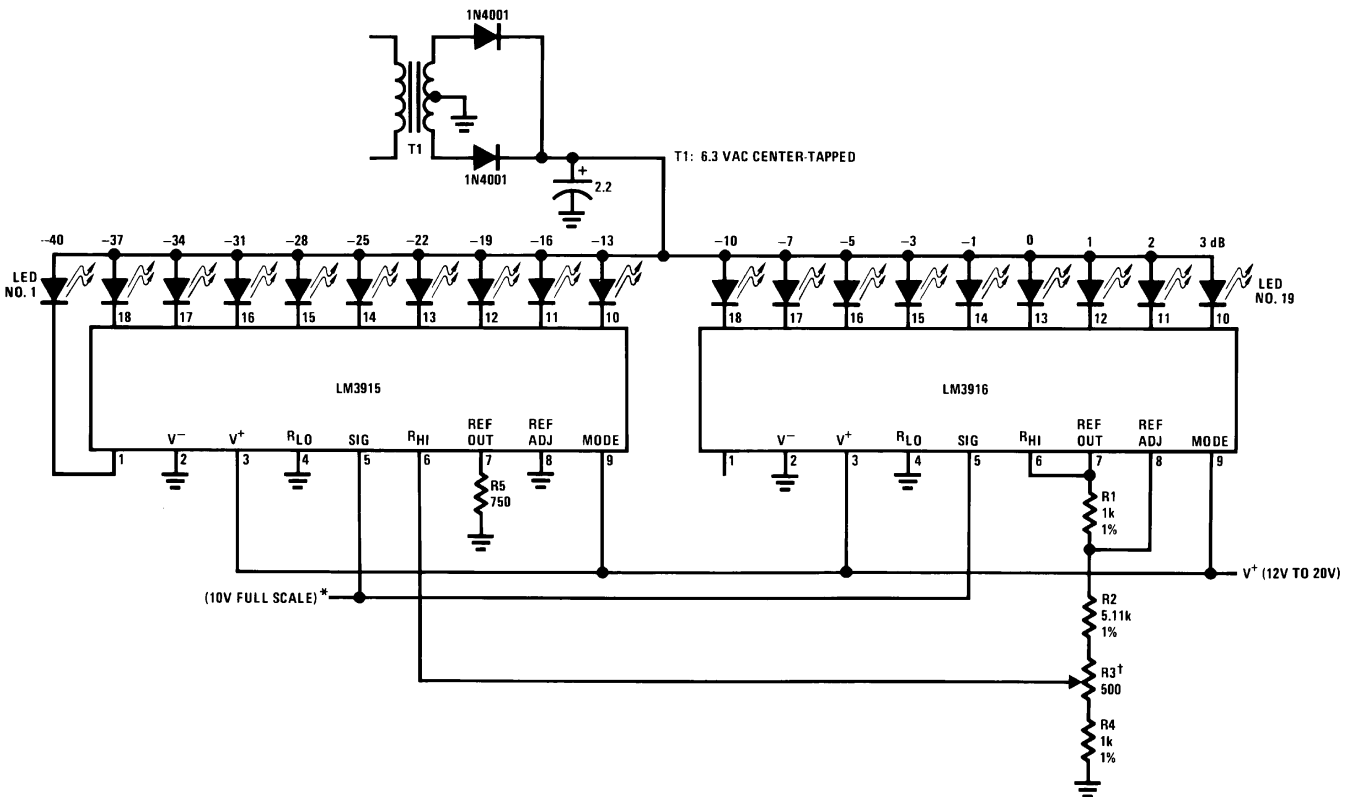 1N4001
T1
1N4001
+
2.2
T1: 6.3 VAC CENTER-TAPPED
−40 −37 −34 −31 −28 −25 −22 −19 −16 −13 −10 −7 −5 −3 −1 0 1 2 3 dB
LED
NO. 1
LED
NO. 19
18 17 16 15 14 13 12 11 10
18 17 16 15 14 13 12 11 10
LM3915
LM3916
V− V+ RLO SIG RHI REF OUT REF ADJ MODE
V− V+ RLO SIG RHI REF OUT REF ADJ MODE
1 2 3 4 5 6 7 8 9
1 2 3 4 5 6 7 8 9
R5
750
R1
1k
1%
V+ (12V TO 20V)
(10V FULL SCALE)*
R2
5.11k
1%
R3†
500
R4
1k
1%